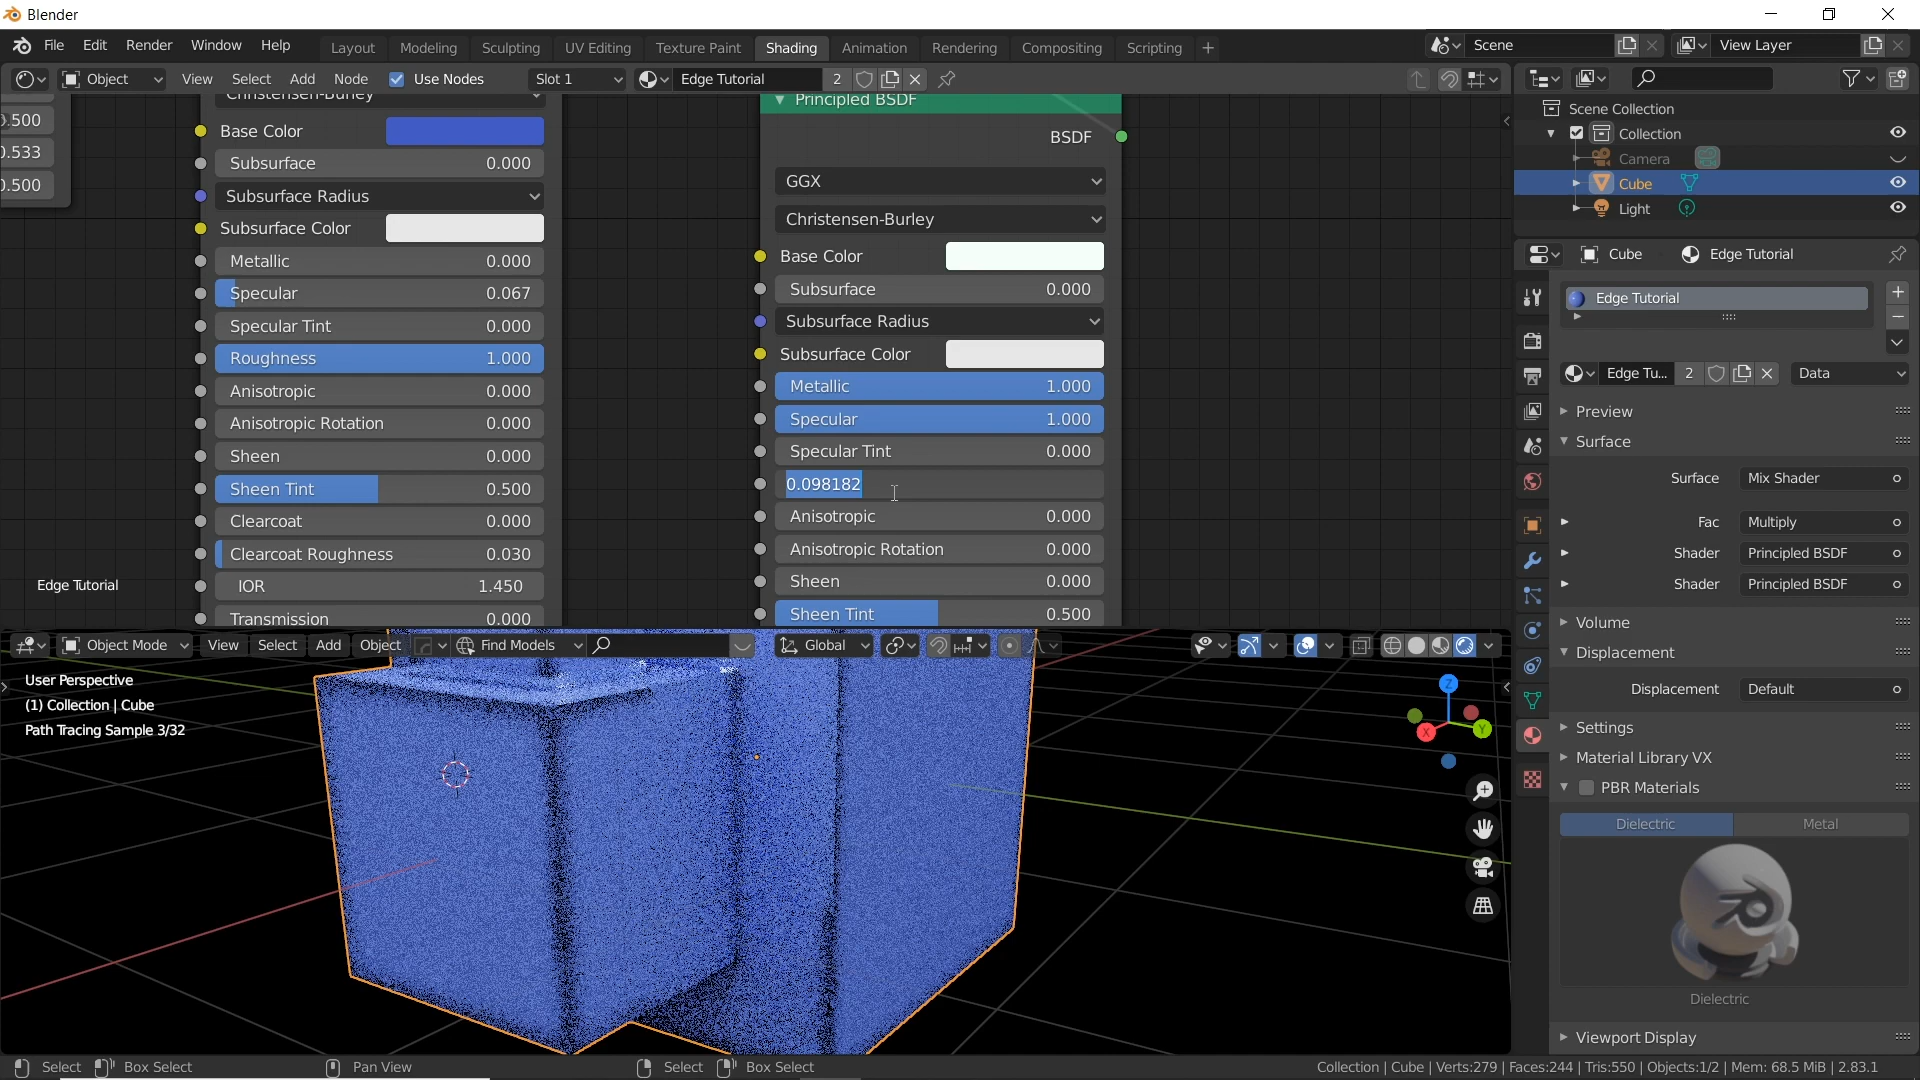 Blender
File Edit Render Window Help Layout Modeling Sculpting UV Editing Texture Paint Shading Animation Rendering Compositing Scripting + Scene View Layer
Object View Select Add Node Use Nodes Slot 1 Edge Tutorial 2
Christensen-Burley
Base Color
Subsurface 0.000
Subsurface Radius
Subsurface Color
Metallic 0.000
Specular 0.067
Specular Tint 0.000
Roughness 1.000
Anisotropic 0.000
Anisotropic Rotation 0.000
Sheen 0.000
Sheen Tint 0.500
Clearcoat 0.000
Clearcoat Roughness 0.030
IOR 1.450
Transmission 0.000
0.500
0.533
0.500
Edge Tutorial
Principled BSDF
BSDF
GGX
Christensen-Burley
Base Color
Subsurface 0.000
Subsurface Radius
Subsurface Color
Metallic 1.000
Specular 1.000
Specular Tint 0.000
0.098182
Anisotropic 0.000
Anisotropic Rotation 0.000
Sheen 0.000
Sheen Tint 0.500
Object Mode View Select Add Object Find Models Global
User Perspective
(1) Collection | Cube
Path Tracing Sample 3/32
Z
X
Y
Scene Collection
Collection
Camera
Cube
Light
Cube Edge Tutorial
Edge Tutorial
Edge Tu... 2 Data
Preview
Surface
Surface Mix Shader
Fac Multiply
Shader Principled BSDF
Shader Principled BSDF
Volume
Displacement
Displacement Default
Settings
Material Library VX
PBR Materials
Dielectric Metal
Dielectric
Viewport Display
Select Box Select Pan View Select Box Select Collection | Cube | Verts:279 | Faces:244 | Tris:550 | Objects:1/2 | Mem: 68.5 MiB | 2.83.1